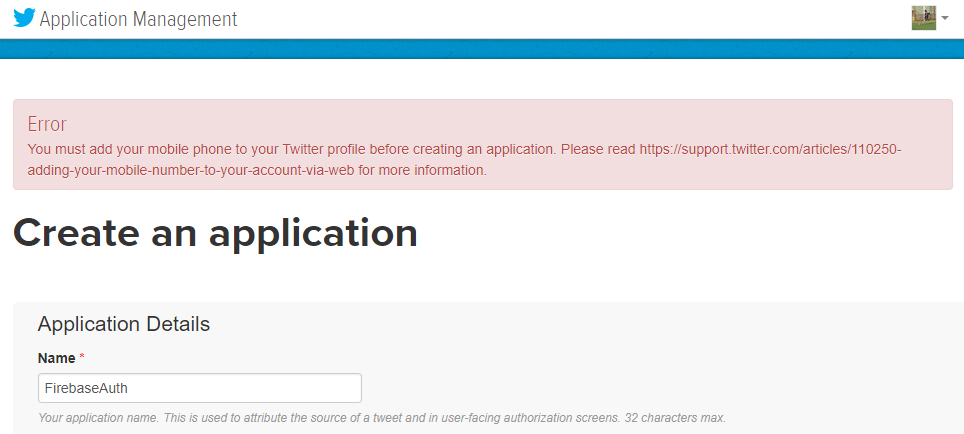 Application Management
Error
You must add your mobile phone to your Twitter profile before creating an application. Please read https://support.twitter.com/articles/110250-
adding-your-mobile-number-to-your-account-via-web for more information.
Create an application
Application Details
Name *
FirebaseAuth
Your application name. This is used to attribute the source of a tweet and in user-facing authorization screens. 32 characters max.